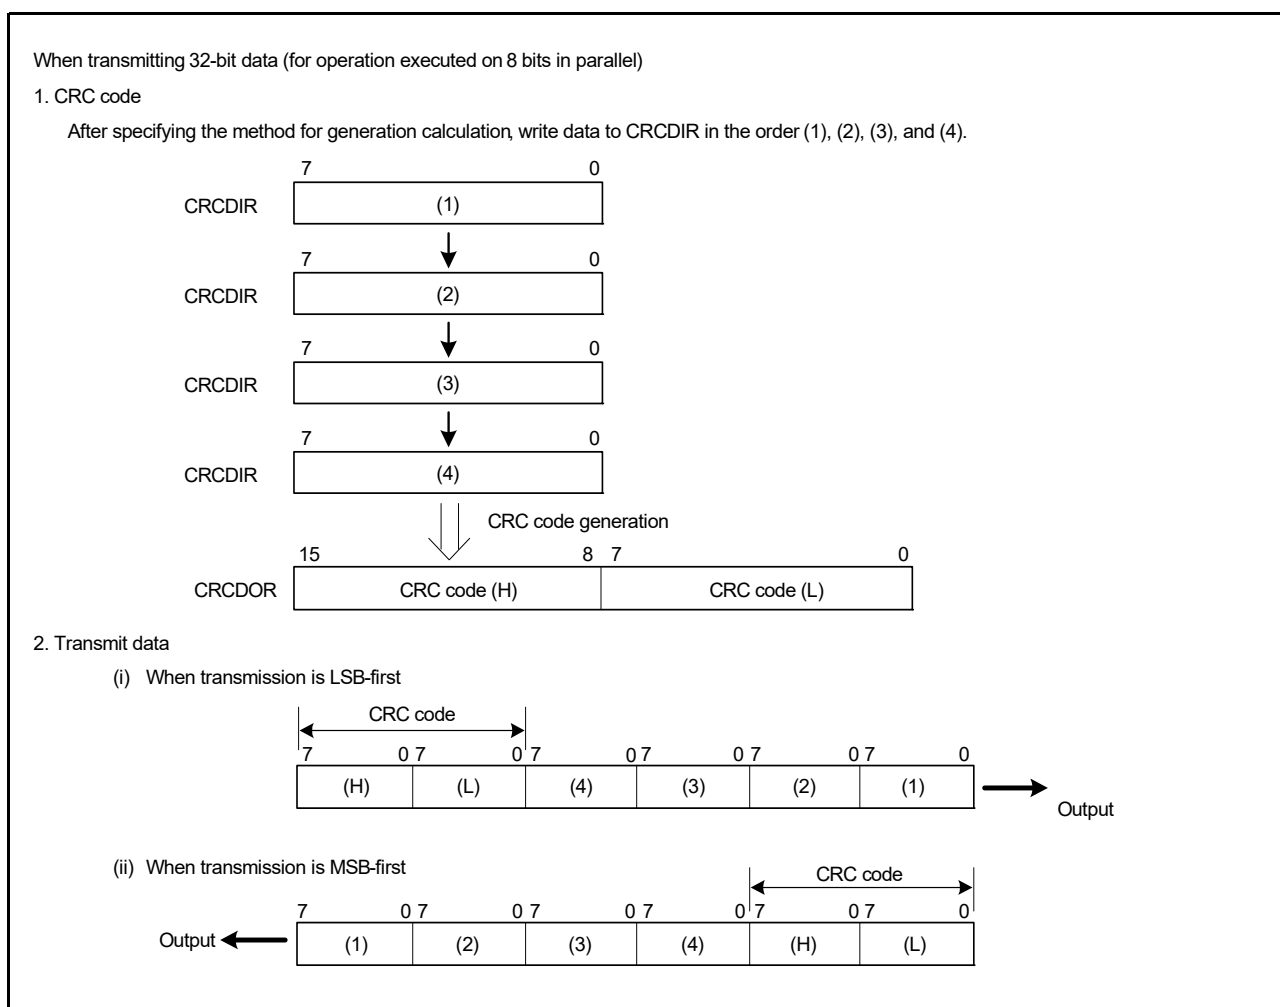 When transmitting 32-bit data (for operation executed on 8 bits in parallel)
1. CRC code
After specifying the method for generation calculation, write data to CRCDIR in the order (1), (2), (3), and (4).
7 0
CRCDIR (1)
7 0
CRCDIR (2)
7 0
CRCDIR (3)
7 0
CRCDIR (4)
CRC code generation
15 8 7 0
CRCDOR CRC code (H) CRC code (L)
2. Transmit data
(i) When transmission is LSB-first
CRC code
7 0 7 0 7 0 7 0 7 0 7 0
(H) (L) (4) (3) (2) (1)
Output
(ii) When transmission is MSB-first
CRC code
7 0 7 0 7 0 7 0 7 0 7 0
Output (1) (2) (3) (4) (H) (L)